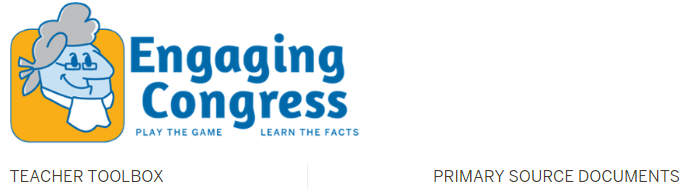 Engaging
Congress
PLAY THE GAME LEARN THE FACTS
TEACHER TOOLBOX PRIMARY SOURCE DOCUMENTS